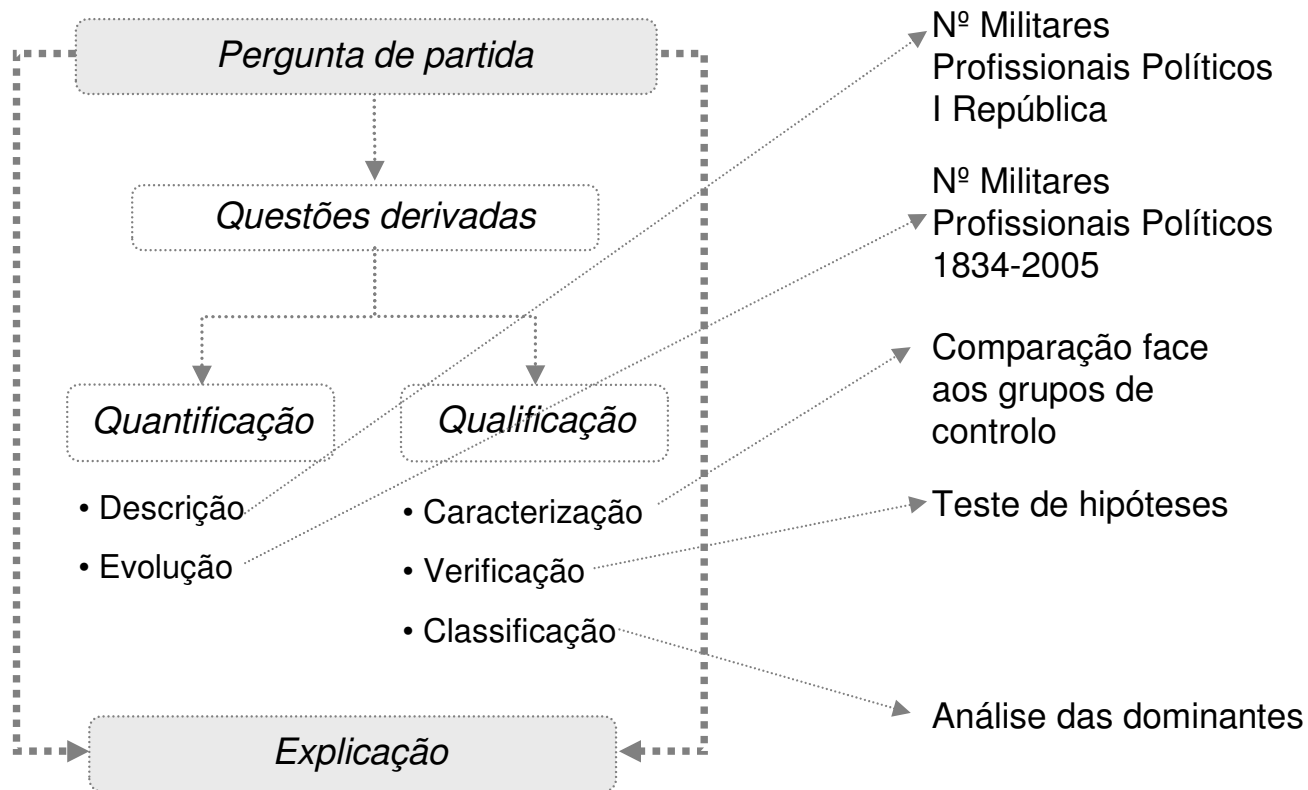 Pergunta de partida
Questões derivadas
Quantificação
Qualificação
• Descrição
• Evolução
• Caracterização
• Verificação
• Classificação
Explicação
Nº Militares
Profissionais Políticos
I República
Nº Militares
Profissionais Políticos
1834-2005
Comparação face
aos grupos de
controlo
Teste de hipóteses
Análise das dominantes